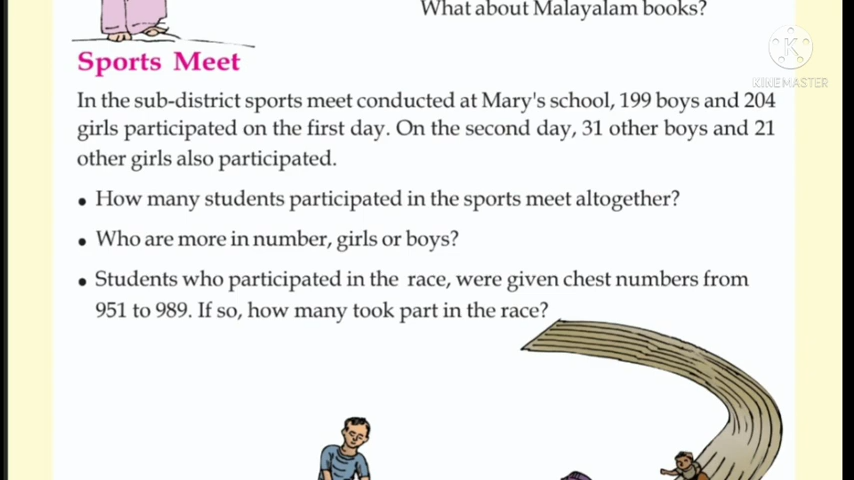 What about Malayalam books?
KINEMASTER
Sports Meet
In the sub-district sports meet conducted at Mary's school, 199 boys and 204
girls participated on the first day. On the second day, 31 other boys and 21
other girls also participated.
• How many students participated in the sports meet altogether?
• Who are more in number, girls or boys?
• Students who participated in the race, were given chest numbers from
951 to 989. If so, how many took part in the race?